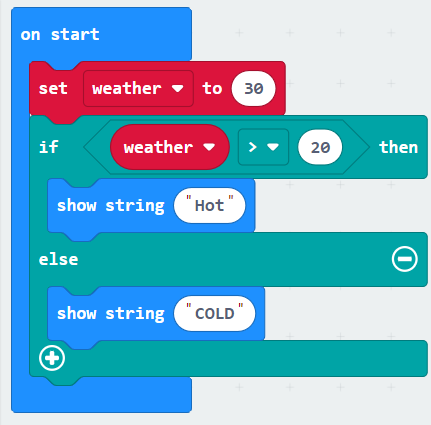 on start
set weather to 30
if weather > 20 then
show string "Hot"
else
show string "COLD"